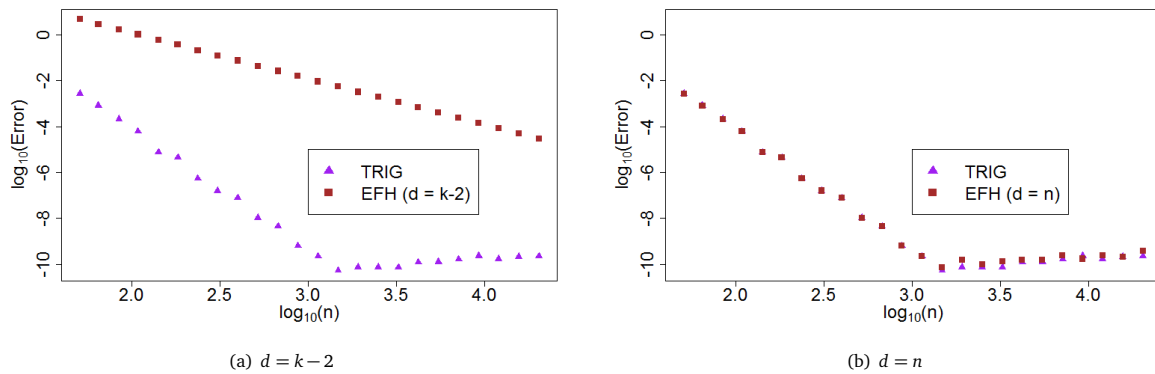 0
-2
-4
-6
-8
-10
log10(Error)
TRIG
EFH (d = k-2)
2.0 2.5 3.0 3.5 4.0
log10(n)
(a) d = k − 2
0
-2
-4
-6
-8
-10
log10(Error)
TRIG
EFH (d = n)
2.0 2.5 3.0 3.5 4.0
log10(n)
(b) d = n